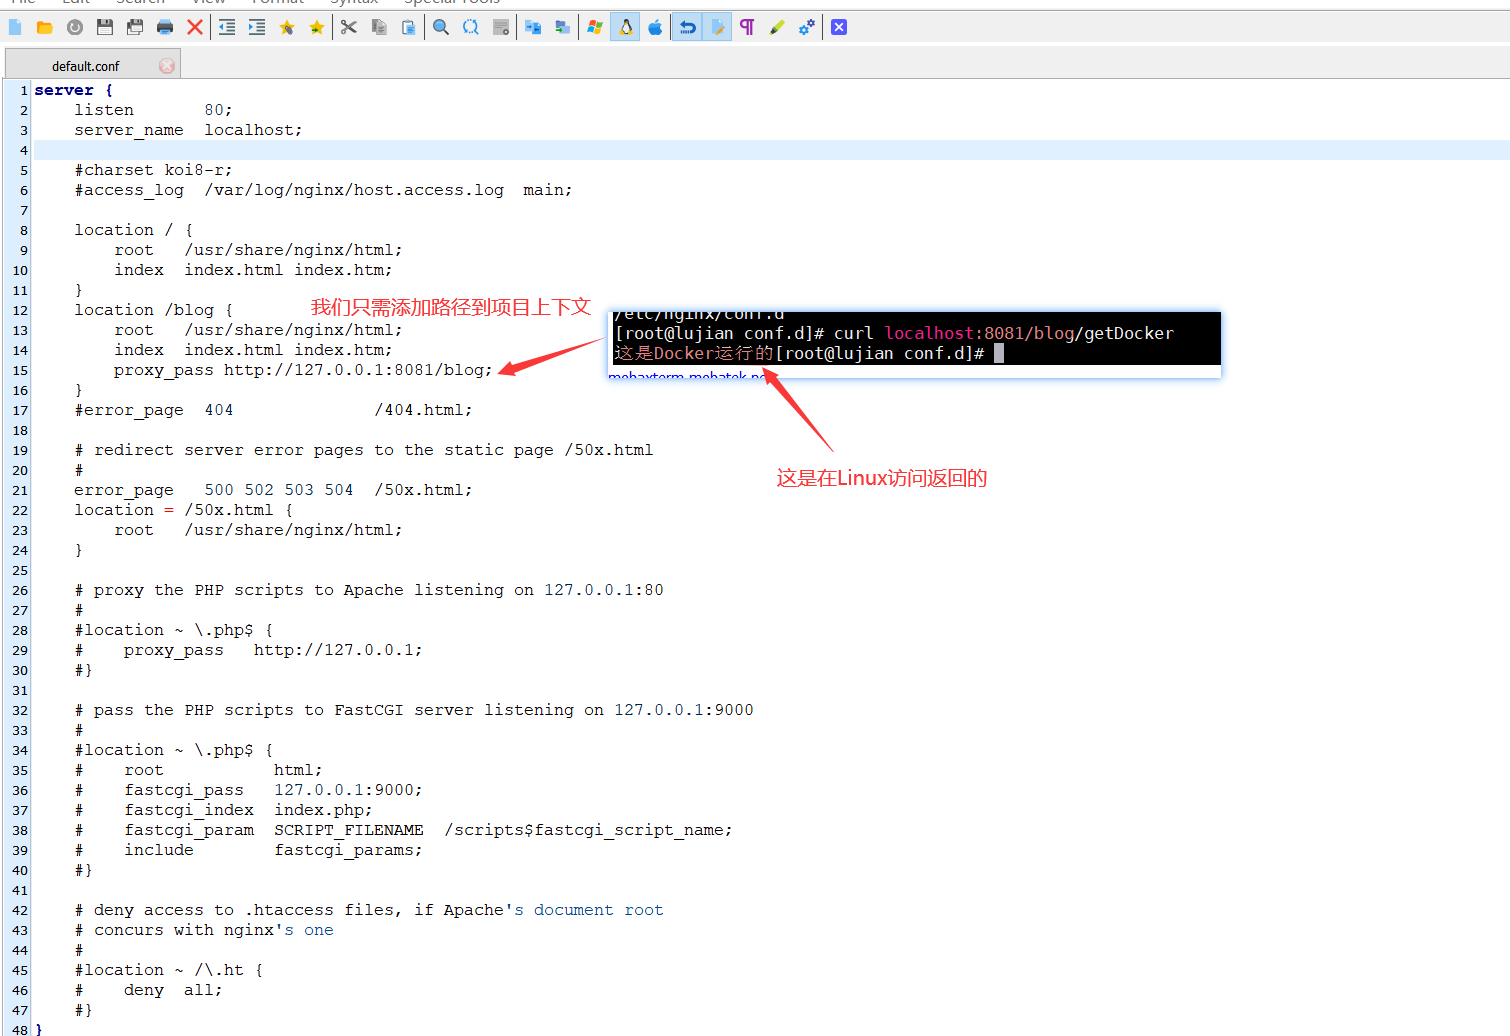 File Edit Search View Format Syntax Special Tools
default.conf
1 server {
2     listen       80;
3     server_name  localhost;
4
5     #charset koi8-r;
6     #access_log  /var/log/nginx/host.access.log  main;
7
8     location / {
9         root   /usr/share/nginx/html;
10         index  index.html index.htm;
11     }
12     location /blog {
我们只需添加路径到项目上下文
13         root   /usr/share/nginx/html;
14         index  index.html index.htm;
15         proxy_pass http://127.0.0.1:8081/blog;
/etc/nginx/conf.d
[root@lujian conf.d]# curl localhost:8081/blog/getDocker
这是Docker运行的[root@lujian conf.d]#
16     }
17     #error_page  404              /404.html;
18
19     # redirect server error pages to the static page /50x.html
20     #
这是在Linux访问返回的
21     error_page   500 502 503 504  /50x.html;
22     location = /50x.html {
23         root   /usr/share/nginx/html;
24     }
25
26     # proxy the PHP scripts to Apache listening on 127.0.0.1:80
27     #
28     #location ~ \.php$ {
29     #    proxy_pass   http://127.0.0.1;
30     #}
31
32     # pass the PHP scripts to FastCGI server listening on 127.0.0.1:9000
33     #
34     #location ~ \.php$ {
35     #    root           html;
36     #    fastcgi_pass   127.0.0.1:9000;
37     #    fastcgi_index  index.php;
38     #    fastcgi_param  SCRIPT_FILENAME  /scripts$fastcgi_script_name;
39     #    include        fastcgi_params;
40     #}
41
42     # deny access to .htaccess files, if Apache's document root
43     # concurs with nginx's one
44     #
45     #location ~ /\.ht {
46     #    deny  all;
47     #}
48 }